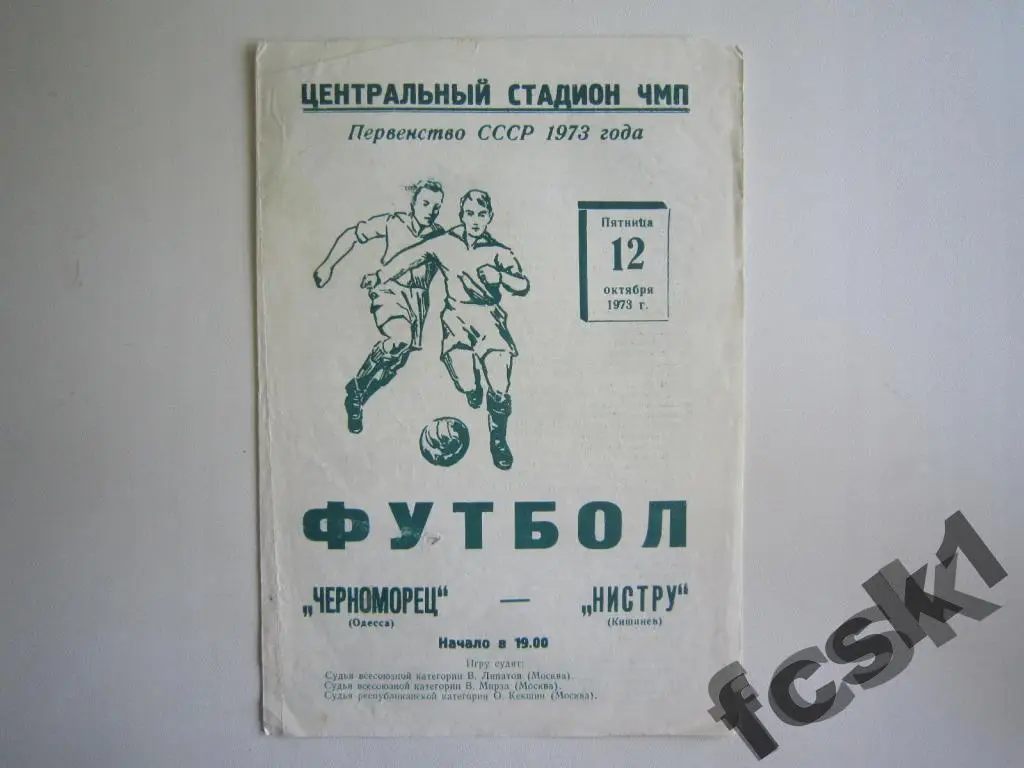 ЦЕНТРАЛЬНЫЙ СТАДИОН ЧМП
Первенство СССР 1973 года
Пятница
12
октября
1973 г.
ФУТБОЛ
„ЧЕРНОМОРЕЦ“ — „НИСТРУ“
(Одесса) (Кишинев)
Начало в 19.00
Игру судят:
Судья всесоюзной категории В. Липатов (Москва).
Судья всесоюзной категории В. Мирза (Москва).
Судья республиканской категории О. Кекшин (Москва).
fcsk1